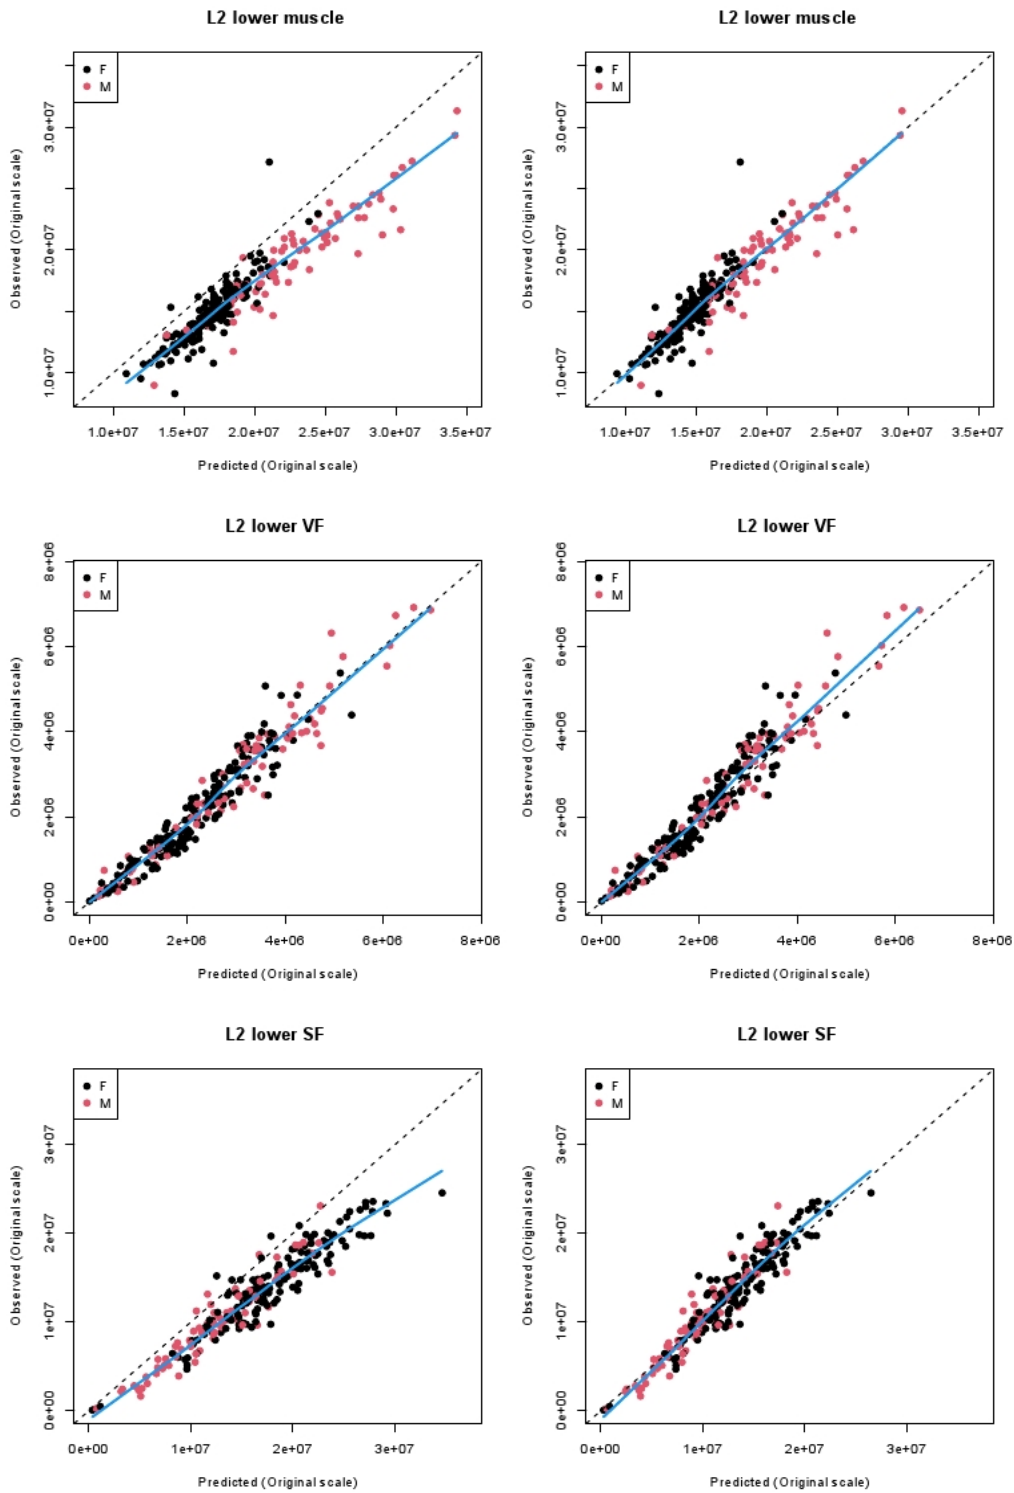 L2 lower muscle
F
M
Observed (Original scale)
1.0e+07 2.0e+07 3.0e+07
1.0e+07 1.5e+07 2.0e+07 2.5e+07 3.0e+07 3.5e+07
Predicted (Original scale)
L2 lower muscle
F
M
Observed (Original scale)
1.0e+07 2.0e+07 3.0e+07
1.0e+07 1.5e+07 2.0e+07 2.5e+07 3.0e+07 3.5e+07
Predicted (Original scale)
L2 lower VF
F
M
Observed (Original scale)
0e+00 2e+06 4e+06 6e+06 8e+06
0e+00 2e+06 4e+06 6e+06 8e+06
Predicted (Original scale)
L2 lower VF
F
M
Observed (Original scale)
0e+00 2e+06 4e+06 6e+06 8e+06
0e+00 2e+06 4e+06 6e+06 8e+06
Predicted (Original scale)
L2 lower SF
F
M
Observed (Original scale)
0e+00 1e+07 2e+07 3e+07
0e+00 1e+07 2e+07 3e+07
Predicted (Original scale)
L2 lower SF
F
M
Observed (Original scale)
0e+00 1e+07 2e+07 3e+07
0e+00 1e+07 2e+07 3e+07
Predicted (Original scale)